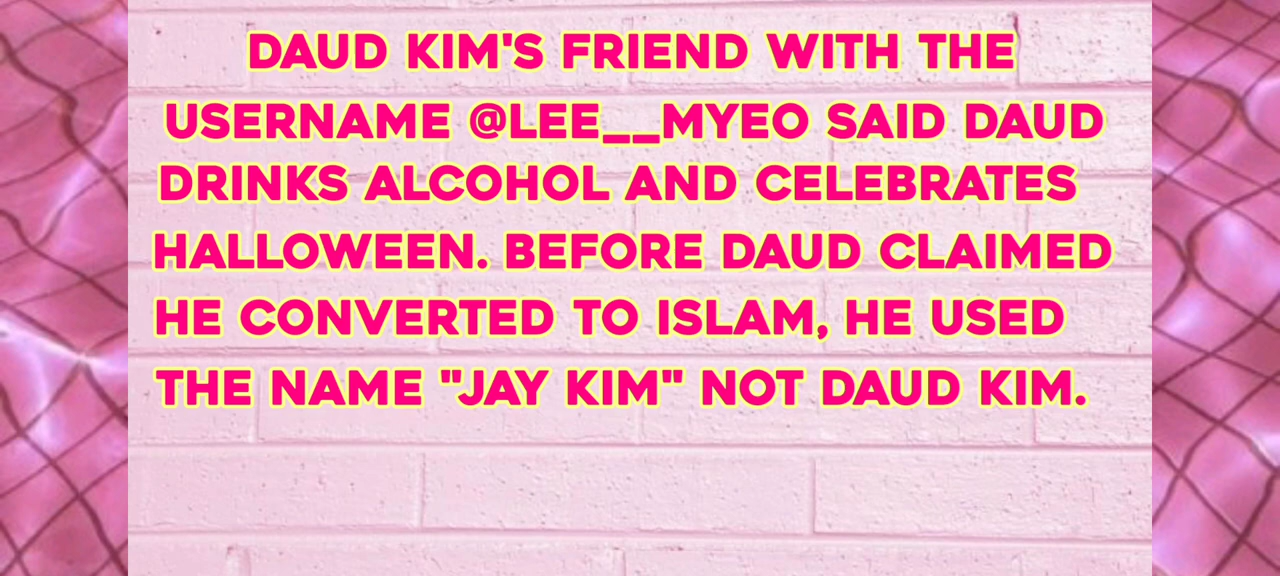 DAUD KIM'S FRIEND WITH THE
USERNAME @LEE__MYEO SAID DAUD
DRINKS ALCOHOL AND CELEBRATES
HALLOWEEN. BEFORE DAUD CLAIMED
HE CONVERTED TO ISLAM, HE USED
THE NAME "JAY KIM" NOT DAUD KIM.